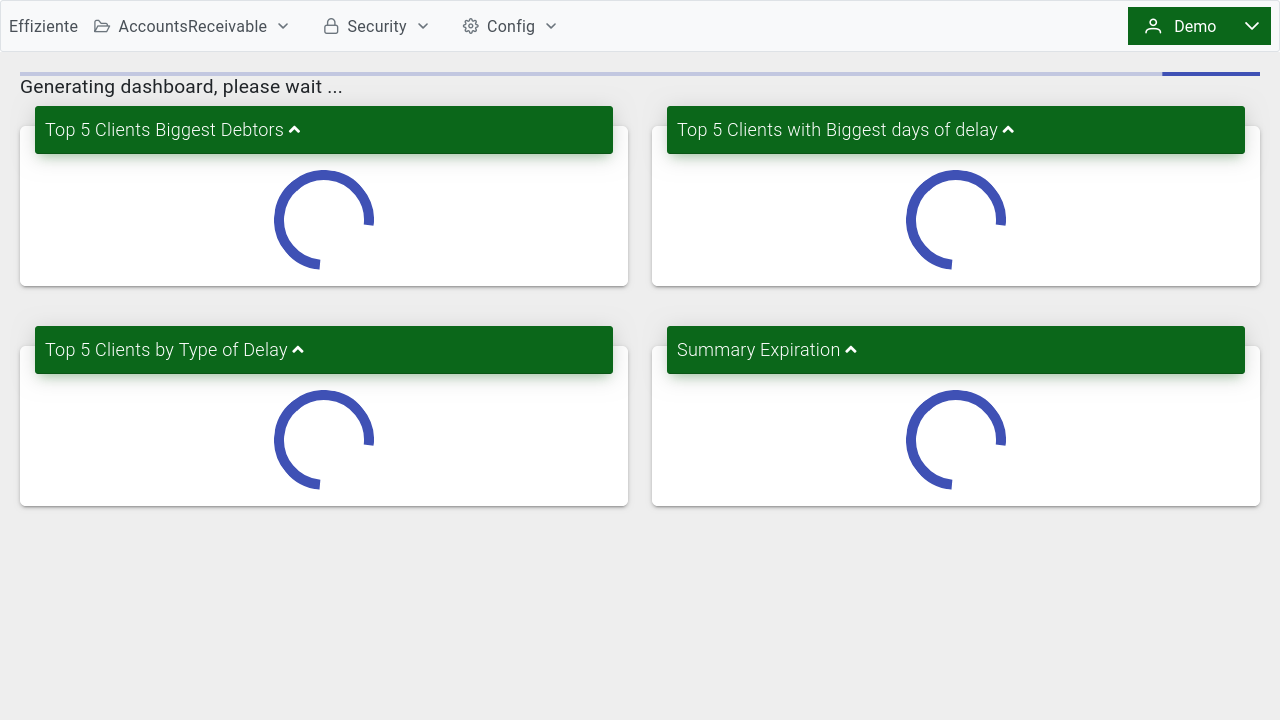 Effiziente AccountsReceivable Security Config Demo
Generating dashboard, please wait ...
Top 5 Clients Biggest Debtors
Top 5 Clients with Biggest days of delay
Top 5 Clients by Type of Delay
Summary Expiration